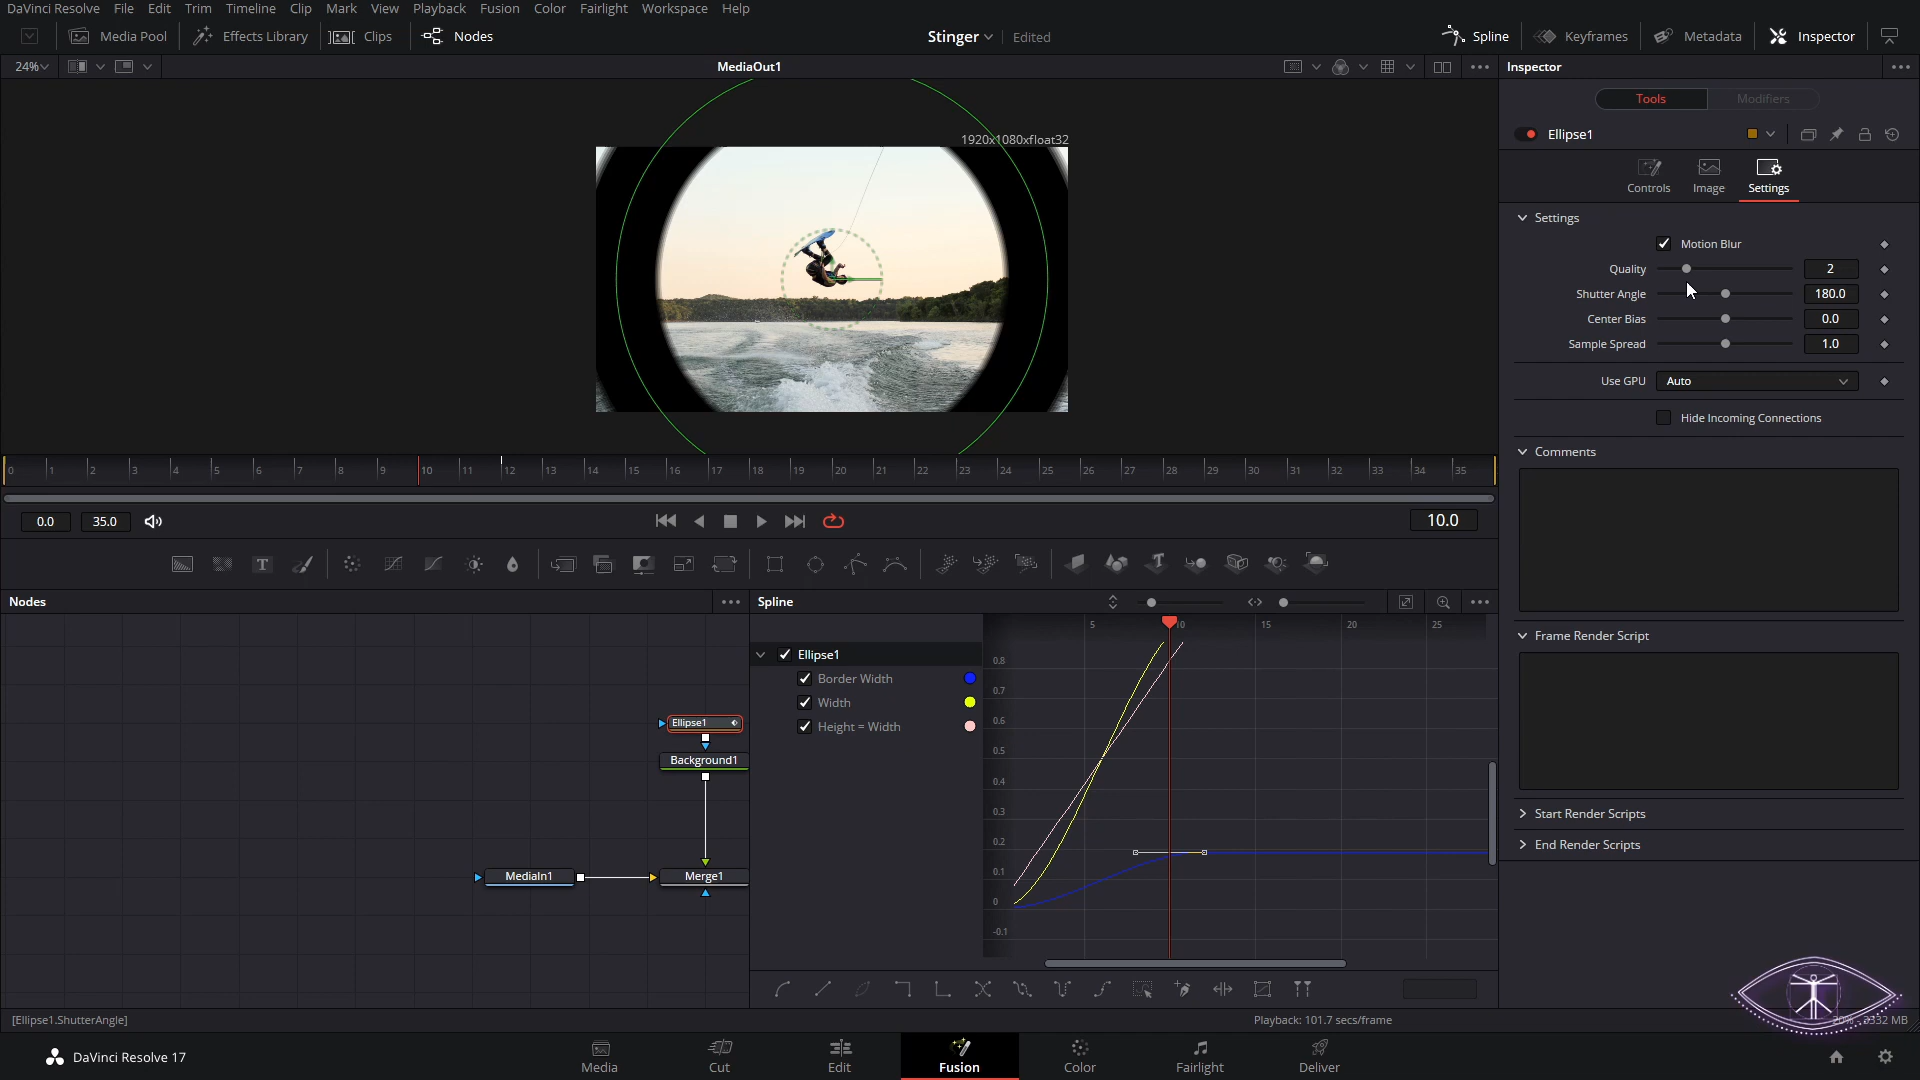 DaVinci Resolve File Edit Trim Timeline Clip Mark View Playback Fusion Color Fairlight Workspace Help
Media Pool Effects Library Clips Nodes Stinger Edited Spline Keyframes Metadata Inspector
24% MediaOut1 Inspector
Tools Modifiers
1920x1080xfloat32
Ellipse1
Controls Image Settings
Settings
Motion Blur
Quality 2
Shutter Angle 180.0
Center Bias 0.0
Sample Spread 1.0
Use GPU Auto
Hide Incoming Connections
Comments
0 1 2 3 4 5 6 7 8 9 10 11 12 13 14 15 16 17 18 19 20 21 22 23 24 25 26 27 28 29 30 31 32 33 34 35
0.0 35.0 10.0
T
Nodes Spline
Frame Render Script
5 10 15 20 25
Ellipse1
Border Width
Width
Height = Width
0.8
0.7
0.6
0.5
0.4
0.3
0.2
0.1
0
-0.1
Ellipse1
Background1
MediaIn1 Merge1
Start Render Scripts
End Render Scripts
[Ellipse1.ShutterAngle] Playback: 101.7 secs/frame 3332 MB
DaVinci Resolve 17 Media Cut Edit Fusion Color Fairlight Deliver